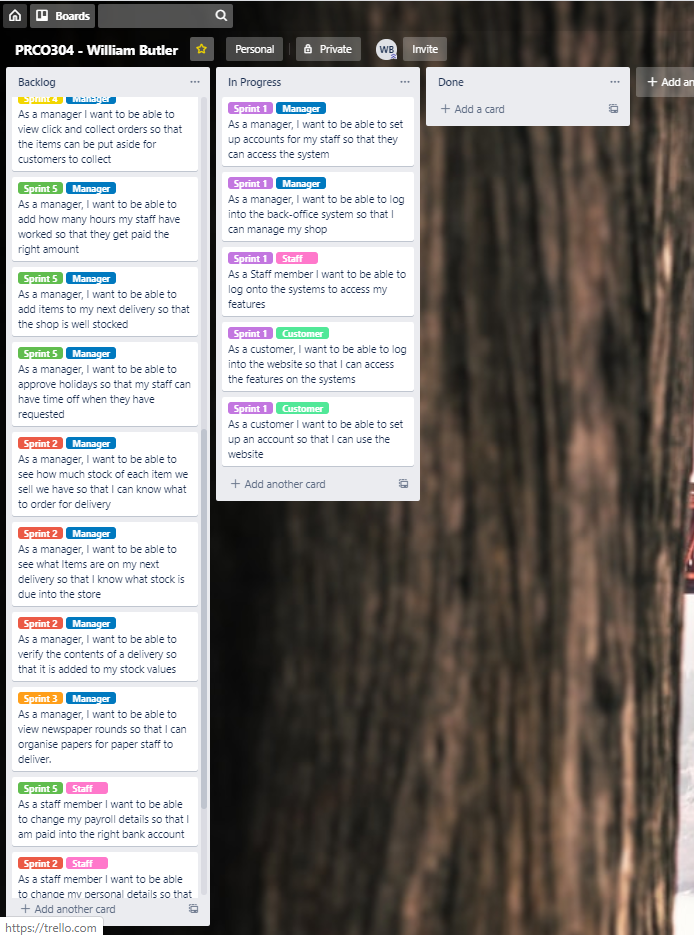 Boards
PRCO304 - William Butler
Personal
Private
WB
Invite
Backlog
Sprint 4 Manager
As a manager I want to be able to
view click and collect orders so that
the items can be put aside for
customers to collect
Sprint 5 Manager
As a manager, I want to be able to
add how many hours my staff have
worked so that they get paid the
right amount
Sprint 5 Manager
As a manager, I want to be able to
add items to my next delivery so that
the shop is well stocked
Sprint 5 Manager
As a manager, I want to be able to
approve holidays so that my staff can
have time off when they have
requested
Sprint 2 Manager
As a manager, I want to be able to
see how much stock of each item we
sell we have so that I can know what
to order for delivery
Sprint 2 Manager
As a manager, I want to be able to
see what Items are on my next
delivery so that I know what stock is
due into the store
Sprint 2 Manager
As a manager, I want to be able to
verify the contents of a delivery so
that it is added to my stock values
Sprint 3 Manager
As a manager, I want to be able to
view newspaper rounds so that I can
organise papers for paper staff to
deliver.
Sprint 5 Staff
As a staff member I want to be able
to change my payroll details so that I
am paid into the right bank account
Sprint 2 Staff
As a staff member I want to be able
to change my personal details so that
+ Add another card
https://trello.com
In Progress
Sprint 1 Manager
As a manager, I want to be able to set
up accounts for my staff so that they
can access the system
Sprint 1 Manager
As a manager, I want to be able to log
into the back-office system so that I
can manage my shop
Sprint 1 Staff
As a Staff member I want to be able to
log onto the systems to access my
features
Sprint 1 Customer
As a customer, I want to be able to log
into the website so that I can access
the features on the systems
Sprint 1 Customer
As a customer I want to be able to set
up an account so that I can use the
website
+ Add another card
Done
+ Add a card
+ Add an